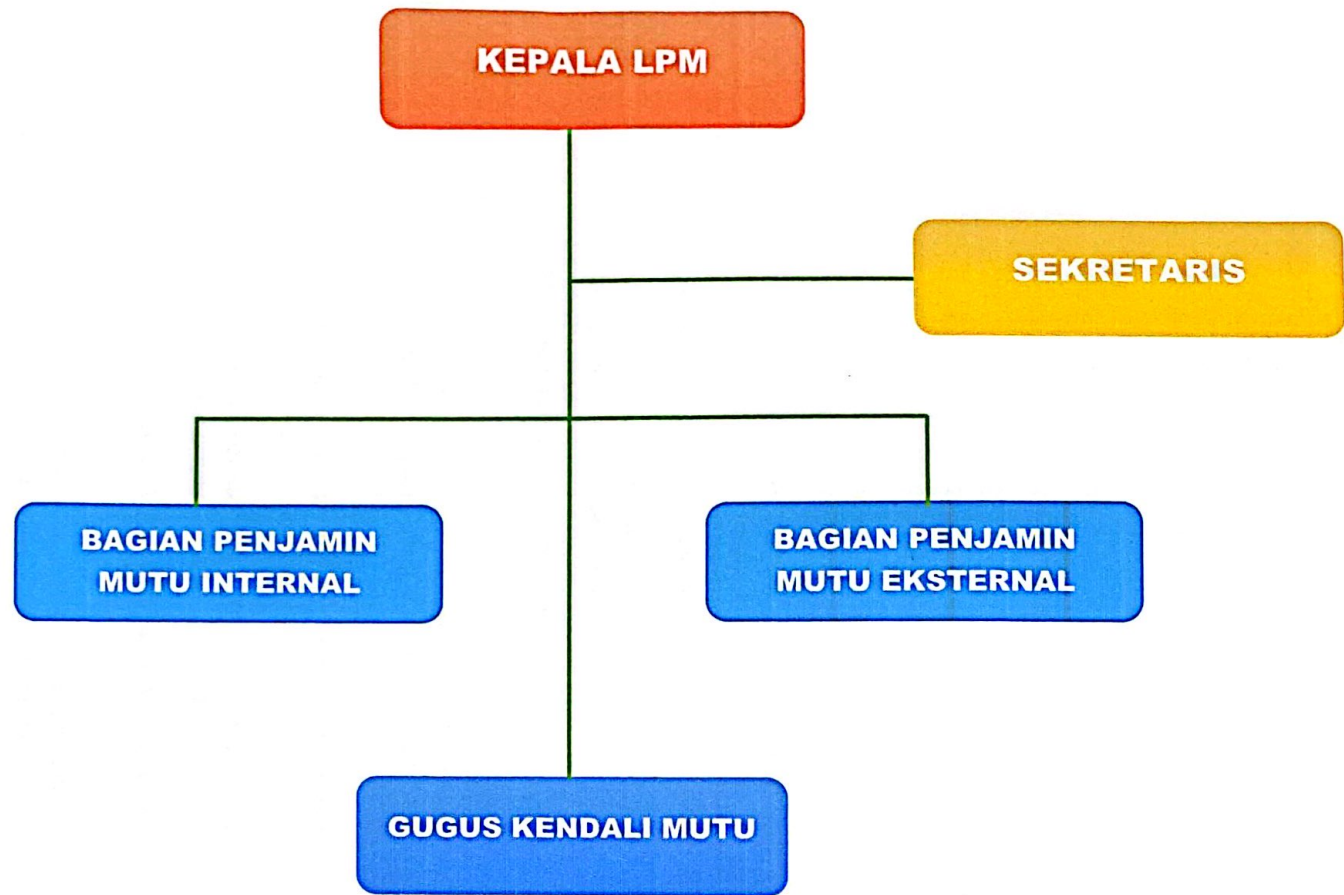 KEPALA LPM
SEKRETARIS
BAGIAN PENJAMIN
MUTU INTERNAL
BAGIAN PENJAMIN
MUTU EKSTERNAL
GUGUS KENDALI MUTU